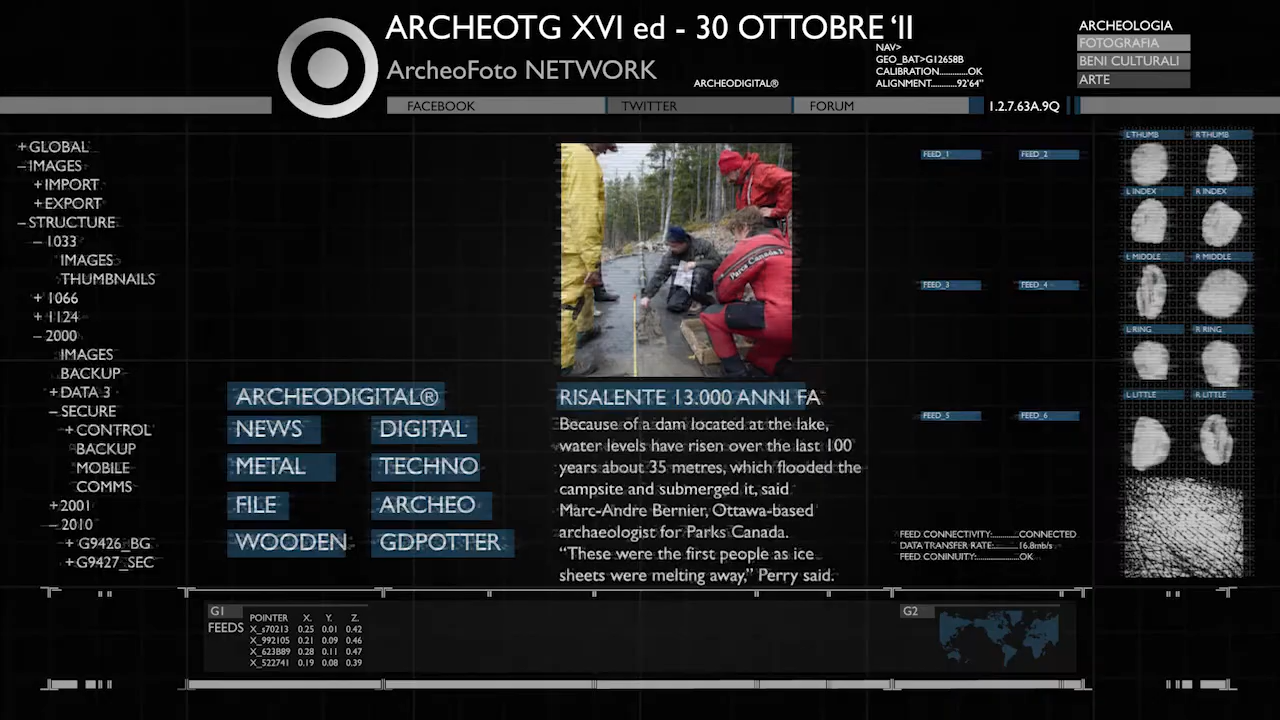 ARCHEOTG XVI ed - 30 OTTOBRE ‘II
ArcheoFoto NETWORK
ARCHEODIGITAL®
NAV>
GEO_BAT>G12658B
CALIBRATION.............OK
ALIGNMENT...........92'64"
ARCHEOLOGIA
FOTOGRAFIA
BENI CULTURALI
ARTE
FACEBOOK
TWITTER
FORUM
1.2.7.63A.9Q
+GLOBAL
–IMAGES
+IMPORT
+EXPORT
–STRUCTURE
–1033
IMAGES
THUMBNAILS
+1066
+1124
–2000
IMAGES
BACKUP
+DATA 3
–SECURE
+CONTROL
BACKUP
MOBILE
COMMS
+2001
–2010
+G9426_BG
+G9427_SEC
ARCHEODIGITAL®
NEWS
DIGITAL
METAL
TECHNO
FILE
ARCHEO
WOODEN
GDPOTTER
Parks Canada
RISALENTE 13.000 ANNI FA
Because of a dam located at the lake,
water levels have risen over the last 100
years about 35 metres, which flooded the
campsite and submerged it, said
Marc-Andre Bernier, Ottawa-based
archaeologist for Parks Canada.
“These were the first people as ice
sheets were melting away,” Perry said.
FEED_1
FEED_2
FEED_3
FEED_4
FEED_5
FEED_6
FEED CONNECTIVITY:...........CONNECTED
DATA TRANSFER RATE:..........16.8mb/s
FEED CONINUITY:......................OK
L THUMB
R THUMB
L INDEX
R INDEX
L MIDDLE
R MIDDLE
L RING
R RING
L LITTLE
R LITTLE
G1
FEEDS
POINTER X. Y. Z.
X_s70213 0.25 0.01 0.42
X_992105 0.21 0.09 0.46
X_623B89 0.28 0.11 0.47
X_522741 0.19 0.08 0.39
G2